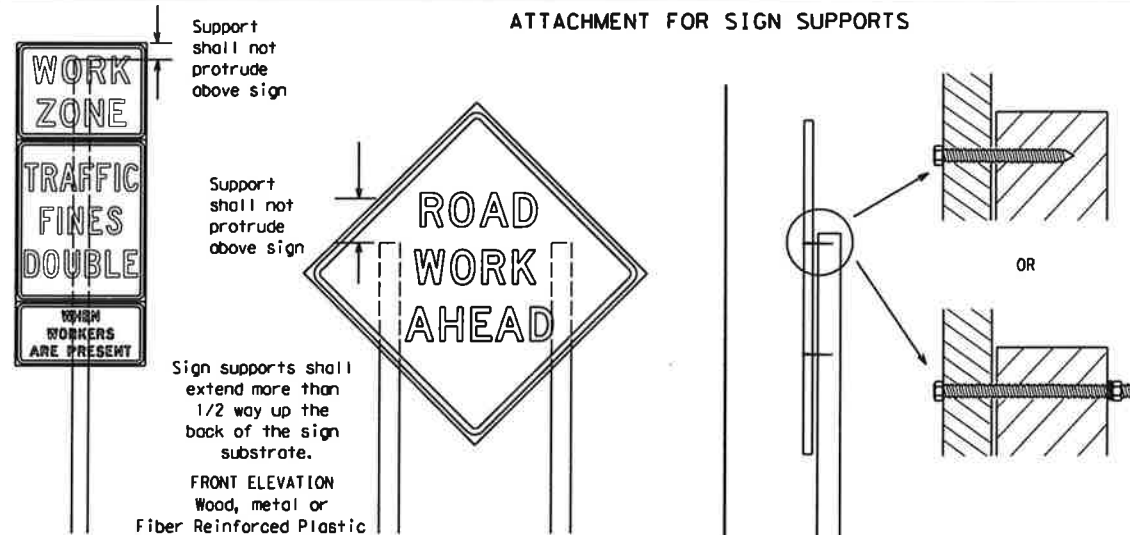 ATTACHMENT FOR SIGN SUPPORTS
Support
shall not
protrude
above sign
WORK
ZONE
TRAFFIC
FINES
DOUBLE
WHEN
WORKERS
ARE PRESENT
Support
shall not
protrude
above sign
ROAD
WORK
AHEAD
Sign supports shall
extend more than
1/2 way up the
back of the sign
substrate.
FRONT ELEVATION
Wood, metal or
Fiber Reinforced Plastic
OR